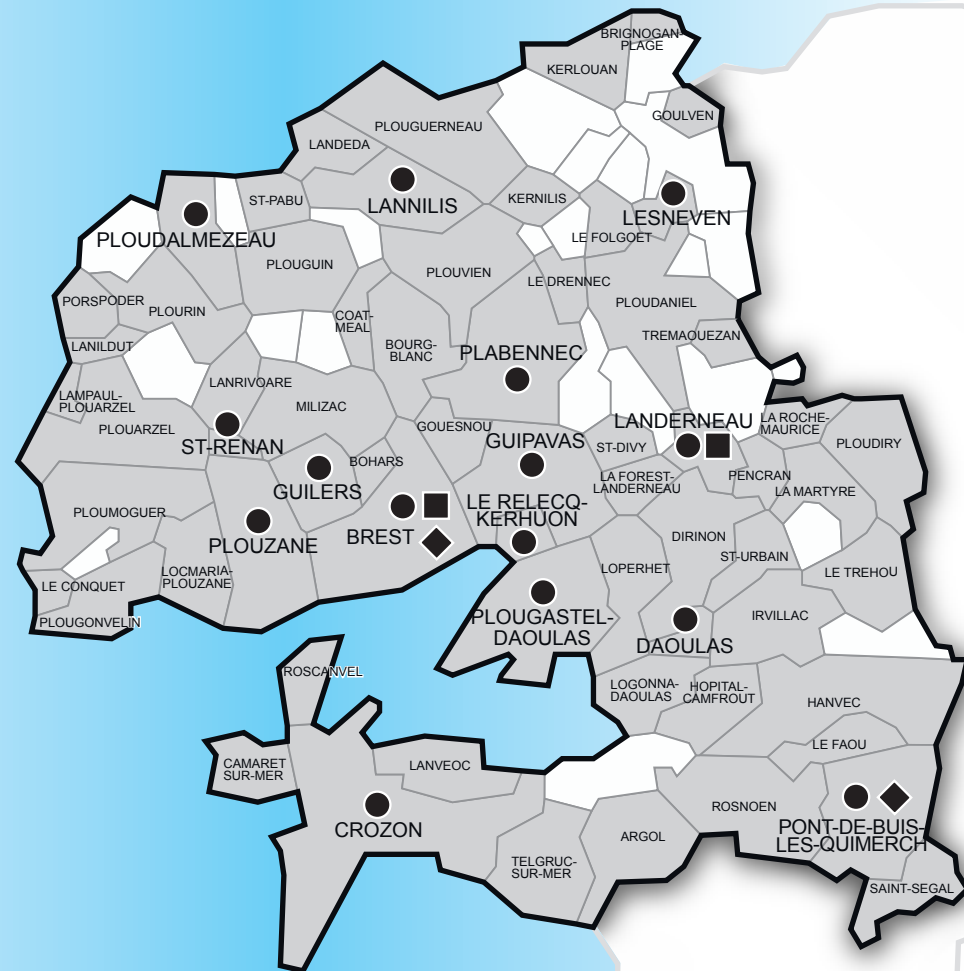 BRIGNOGAN-
PLAGE
KERLOUAN
GOULVEN
PLOUGUERNEAU
LANDEDA
LANNILIS
ST-PABU
KERNILIS
LESNEVEN
PLOUDALMEZEAU
LE FOLGOET
PLOUGUIN
PLOUVIEN
LE DRENNEC
PLOUDANIEL
PORSPODER
PLOURIN
COAT-
MEAL
TREMAOUEZAN
LANILDUT
BOURG-
BLANC
PLABENNEC
LANRIVOARE
LAMPAUL-
PLOUARZEL
MILIZAC
PLOUARZEL
GOUESNOU
LANDERNEAU
LA ROCHE-
MAURICE
ST-RENAN
GUIPAVAS
ST-DIVY
PLOUDIRY
BOHARS
GUILERS
LA FOREST-
LANDERNEAU
PENCRAN
LA MARTYRE
LE RELECQ-
KERHUON
PLOUMOGUER
BREST
PLOUZANE
DIRINON
ST-URBAIN
LOPERHET
LE TREHOU
LOCMARIA-
PLOUZANE
LE CONQUET
PLOUGONVELIN
PLOUGASTEL-
DAOULAS
IRVILLAC
DAOULAS
ROSCANVEL
LOGONNA-
DAOULAS
HOPITAL-
CAMFROUT
HANVEC
LE FAOU
CAMARET
SUR-MER
LANVEOC
ROSNOEN
CROZON
PONT-DE-BUIS-
LES-QUIMERCH
ARGOL
TELGRUC-
SUR-MER
SAINT-SEGAL